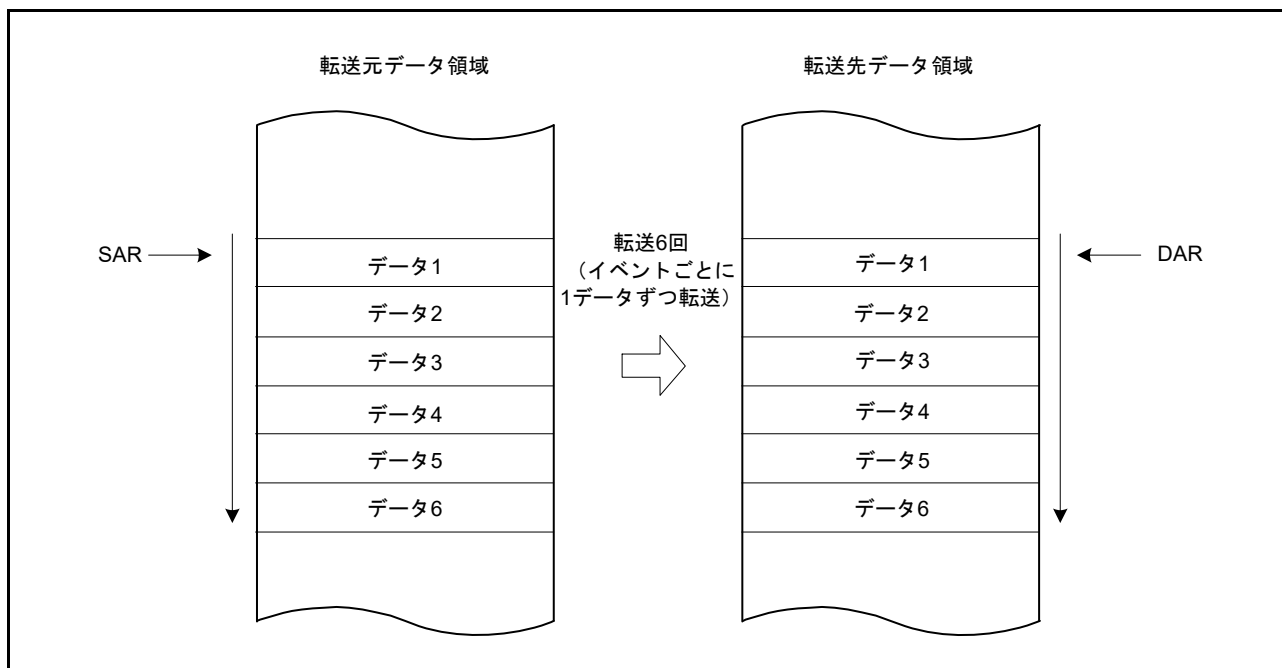 転送元データ領域
転送先データ領域
SAR
データ1
データ2
データ3
データ4
データ5
データ6
転送6回
（イベントごとに
1データずつ転送）
データ1
データ2
データ3
データ4
データ5
データ6
DAR